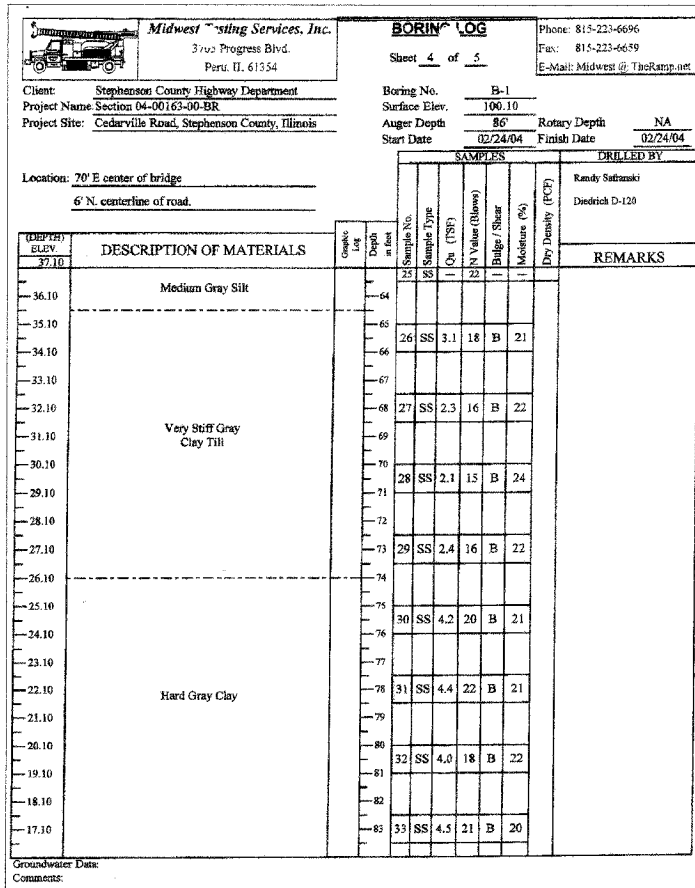 Midwest Testing Services, Inc.
3705 Progress Blvd.
Peru, IL 61354
BORING LOG
Sheet 4 of 5
Phone: 815-223-6696
Fax: 815-223-6659
E-Mail: Midwest @ TheRamp.net
Client: Stephenson County Highway Department
Project Name: Section 04-00163-00-BR
Project Site: Cedarville Road, Stephenson County, Illinois
Boring No. B-1
Surface Elev. 100.10
Auger Depth 86' Rotary Depth NA
Start Date 02/24/04 Finish Date 02/24/04
Location: 70' E center of bridge
6' N. centerline of road.
SAMPLES
DRILLED BY
Randy Safranski
Diedrich D-120
(DEPTH)
ELEV.
37.10
DESCRIPTION OF MATERIALS
Graphic Log
Depth in feet
Sample No.
Sample Type
Qu (TSF)
N Value (Blows)
Bulge / Shear
Moisture (%)
Dry Density (PCF)
REMARKS
25 SS — 22 — —
Medium Gray Silt
36.10 64
35.10 65
26 SS 3.1 18 B 21
34.10 66
33.10 67
32.10 68 27 SS 2.3 16 B 22
Very Stiff Gray
Clay Till
31.10 69
30.10 70
28 SS 2.1 15 B 24
29.10 71
28.10 72
27.10 73 29 SS 2.4 16 B 22
26.10 74
25.10 75
30 SS 4.2 20 B 21
24.10 76
23.10 77
22.10 Hard Gray Clay 78 31 SS 4.4 22 B 21
21.10 79
20.10 80
32 SS 4.0 18 B 22
19.10 81
18.10 82
17.10 83 33 SS 4.5 21 B 20
Groundwater Data:
Comments: